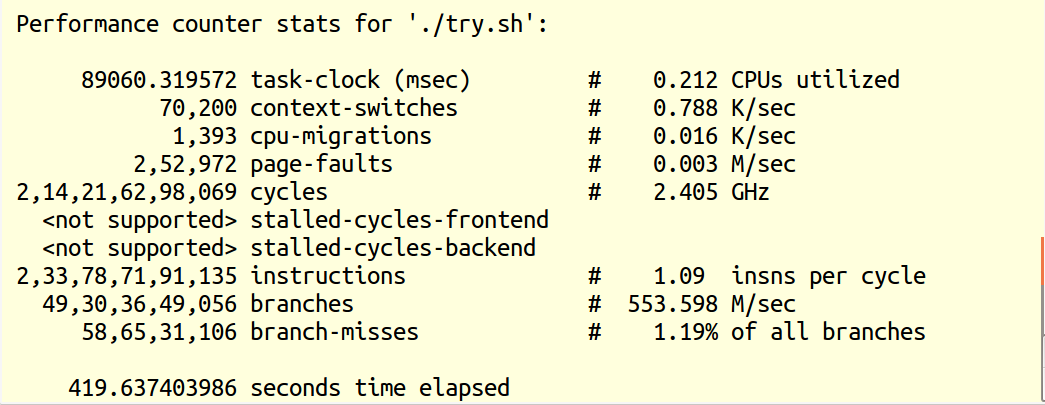 Performance counter stats for './try.sh':
89060.319572 task-clock (msec) # 0.212 CPUs utilized
70,200 context-switches # 0.788 K/sec
1,393 cpu-migrations # 0.016 K/sec
2,52,972 page-faults # 0.003 M/sec
2,14,21,62,98,069 cycles # 2.405 GHz
<not supported> stalled-cycles-frontend
<not supported> stalled-cycles-backend
2,33,78,71,91,135 instructions # 1.09 insns per cycle
49,30,36,49,056 branches # 553.598 M/sec
58,65,31,106 branch-misses # 1.19% of all branches
419.637403986 seconds time elapsed